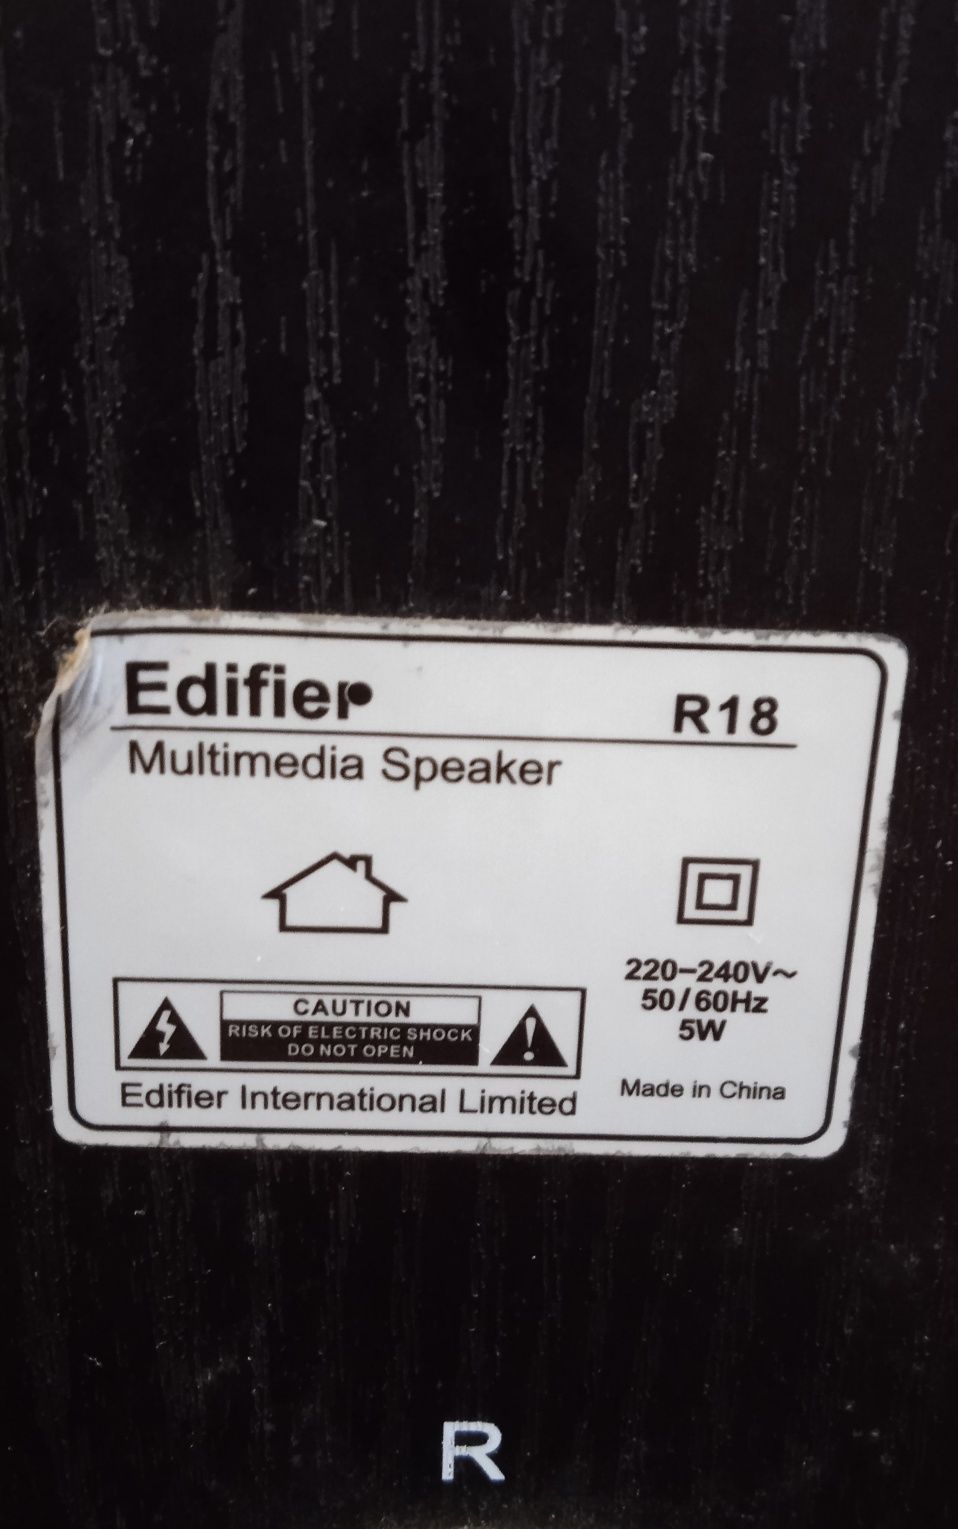 Edifier R18
Multimedia Speaker
CAUTION
RISK OF ELECTRIC SHOCK
DO NOT OPEN
220-240V~
50/60Hz
5W
Edifier International Limited
Made in China
R